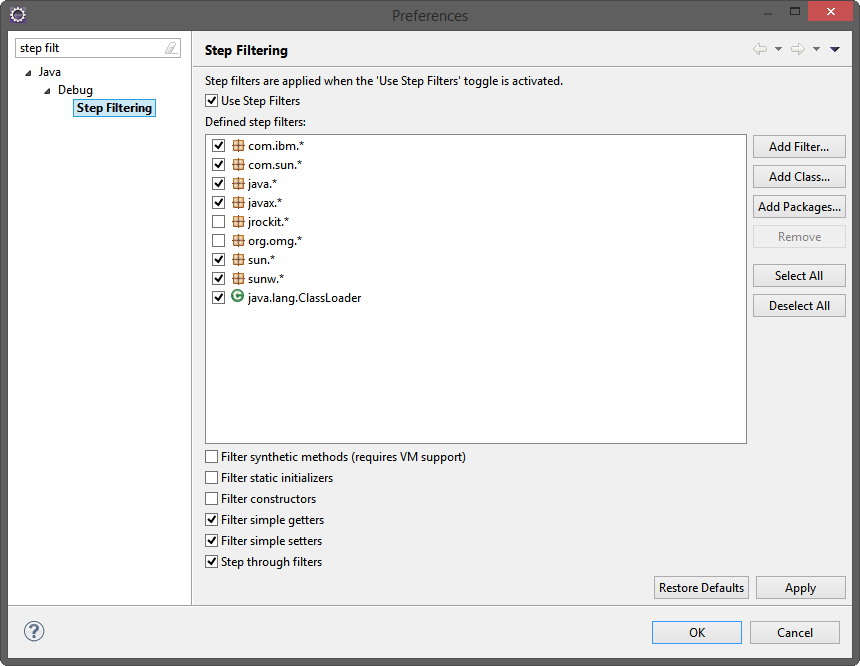 Preferences
step filt
Java
Debug
Step Filtering
Step Filtering
Step filters are applied when the 'Use Step Filters' toggle is activated.
Use Step Filters
Defined step filters:
com.ibm.*
com.sun.*
java.*
javax.*
jrockit.*
org.omg.*
sun.*
sunw.*
C java.lang.ClassLoader
Add Filter...
Add Class...
Add Packages...
Remove
Select All
Deselect All
Filter synthetic methods (requires VM support)
Filter static initializers
Filter constructors
Filter simple getters
Filter simple setters
Step through filters
Restore Defaults
Apply
?
OK
Cancel